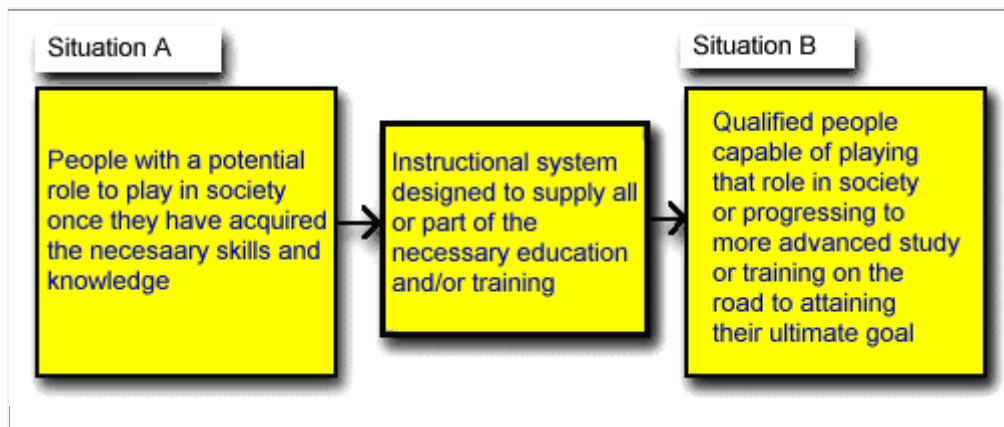 Situation A
People with a potential
role to play in society
once they have acquired
the necesaary skills and
knowledge
Instructional system
designed to supply all
or part of the
necessary education
and/or training
Situation B
Qualified people
capable of playing
that role in society
or progressing to
more advanced study
or training on the
road to attaining
their ultimate goal